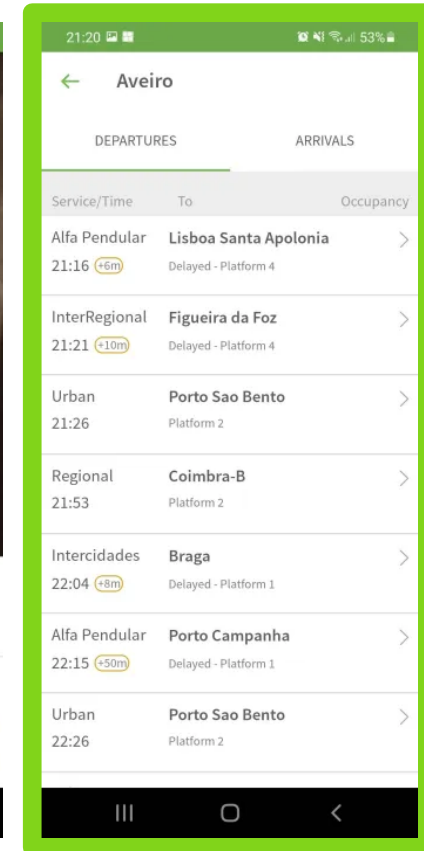 21:20 53%
Aveiro
DEPARTURES ARRIVALS
Service/Time To Occupancy
Alfa Pendular Lisboa Santa Apolonia
21:16 +6m Delayed - Platform 4
InterRegional Figueira da Foz
21:21 +10m Delayed - Platform 4
Urban Porto Sao Bento
21:26 Platform 2
Regional Coimbra-B
21:53 Platform 2
Intercidades Braga
22:04 +8m Delayed - Platform 1
Alfa Pendular Porto Campanha
22:15 +50m Delayed - Platform 1
Urban Porto Sao Bento
22:26 Platform 2